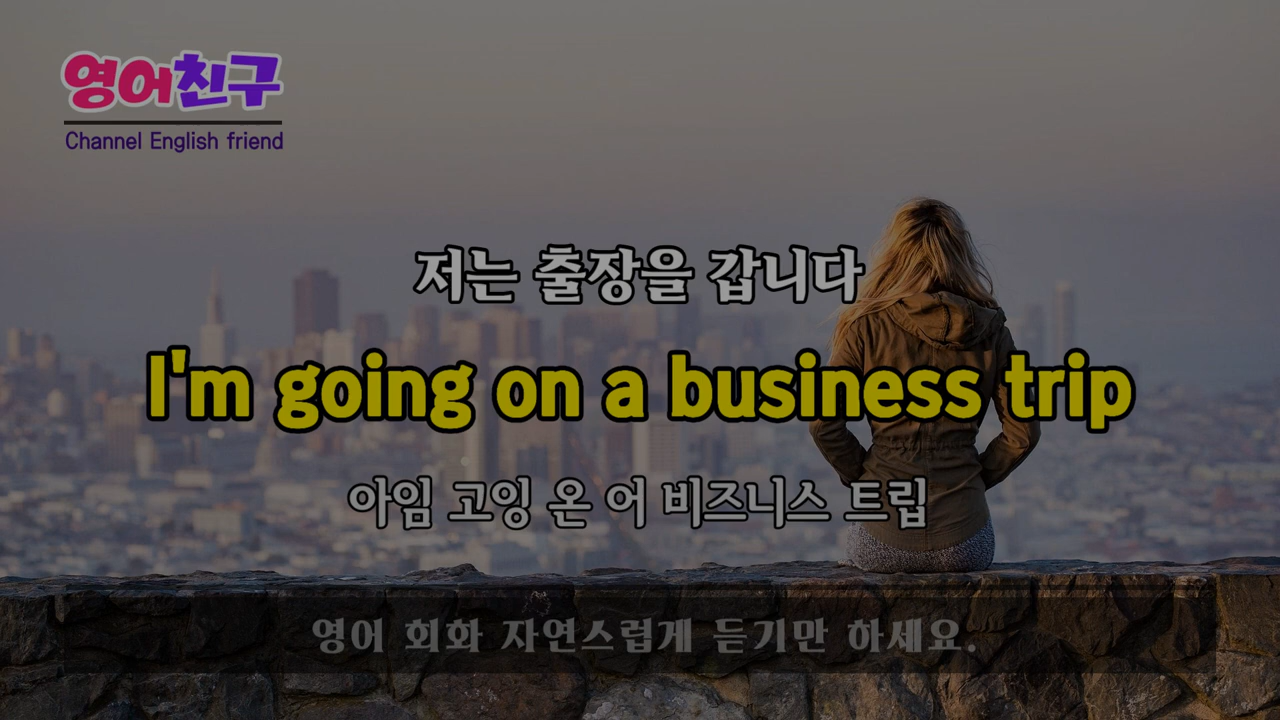 영어친구
Channel English friend
저는 출장을 갑니다
I'm going on a business trip
아임 고잉 온 어 비즈니스 트립
영어 회화 자연스럽게 듣기만 하세요.